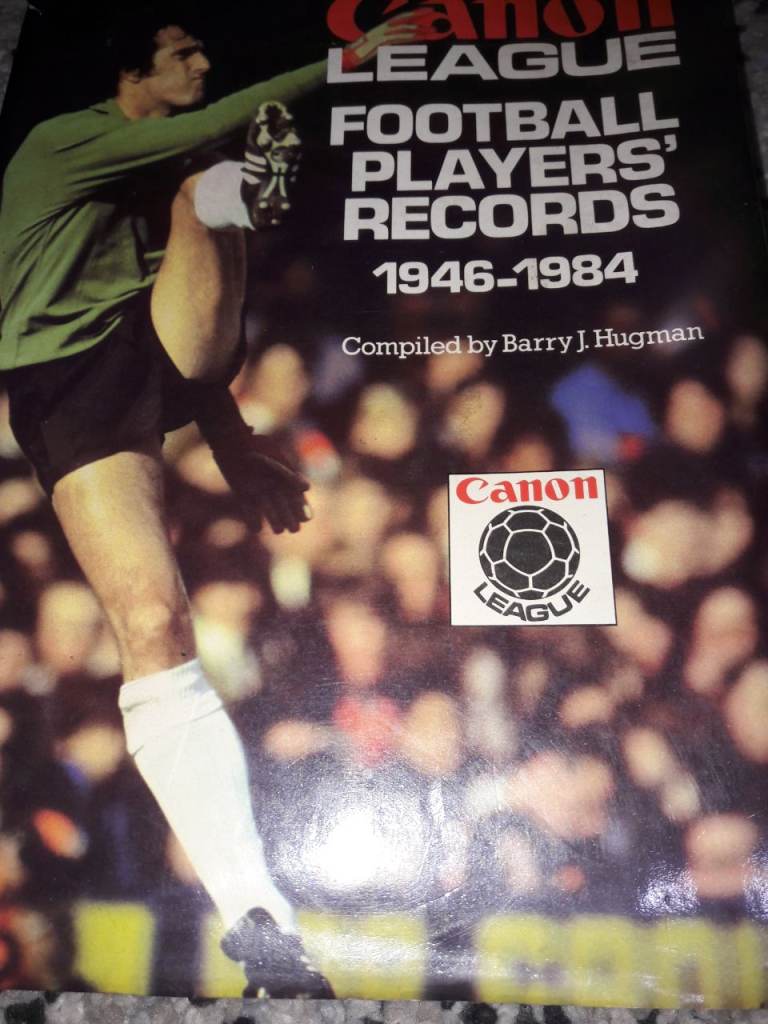 Canon
LEAGUE
FOOTBALL
PLAYERS'
RECORDS
1946-1984
Compiled by Barry J. Hugman
Canon
LEAGUE